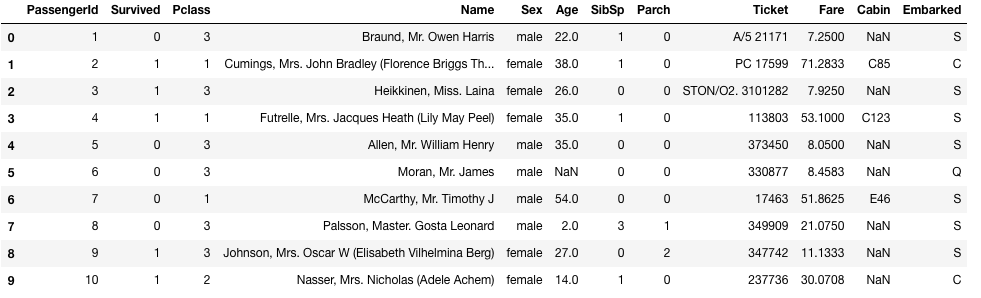 PassengerId Survived Pclass Name Sex Age SibSp Parch Ticket Fare Cabin Embarked
0 1 0 3 Braund, Mr. Owen Harris male 22.0 1 0 A/5 21171 7.2500 NaN S
1 2 1 1 Cumings, Mrs. John Bradley (Florence Briggs Th... female 38.0 1 0 PC 17599 71.2833 C85 C
2 3 1 3 Heikkinen, Miss. Laina female 26.0 0 0 STON/O2. 3101282 7.9250 NaN S
3 4 1 1 Futrelle, Mrs. Jacques Heath (Lily May Peel) female 35.0 1 0 113803 53.1000 C123 S
4 5 0 3 Allen, Mr. William Henry male 35.0 0 0 373450 8.0500 NaN S
5 6 0 3 Moran, Mr. James male NaN 0 0 330877 8.4583 NaN Q
6 7 0 1 McCarthy, Mr. Timothy J male 54.0 0 0 17463 51.8625 E46 S
7 8 0 3 Palsson, Master. Gosta Leonard male 2.0 3 1 349909 21.0750 NaN S
8 9 1 3 Johnson, Mrs. Oscar W (Elisabeth Vilhelmina Berg) female 27.0 0 2 347742 11.1333 NaN S
9 10 1 2 Nasser, Mrs. Nicholas (Adele Achem) female 14.0 1 0 237736 30.0708 NaN C